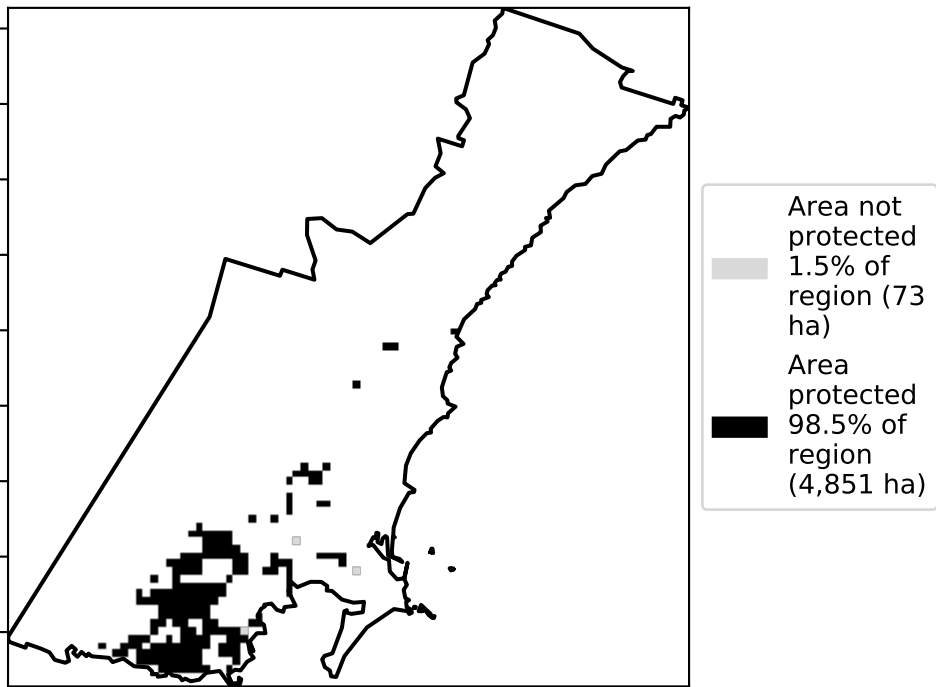 Area not
protected
1.5% of
region (73
ha)
Area
protected
98.5% of
region
(4,851 ha)